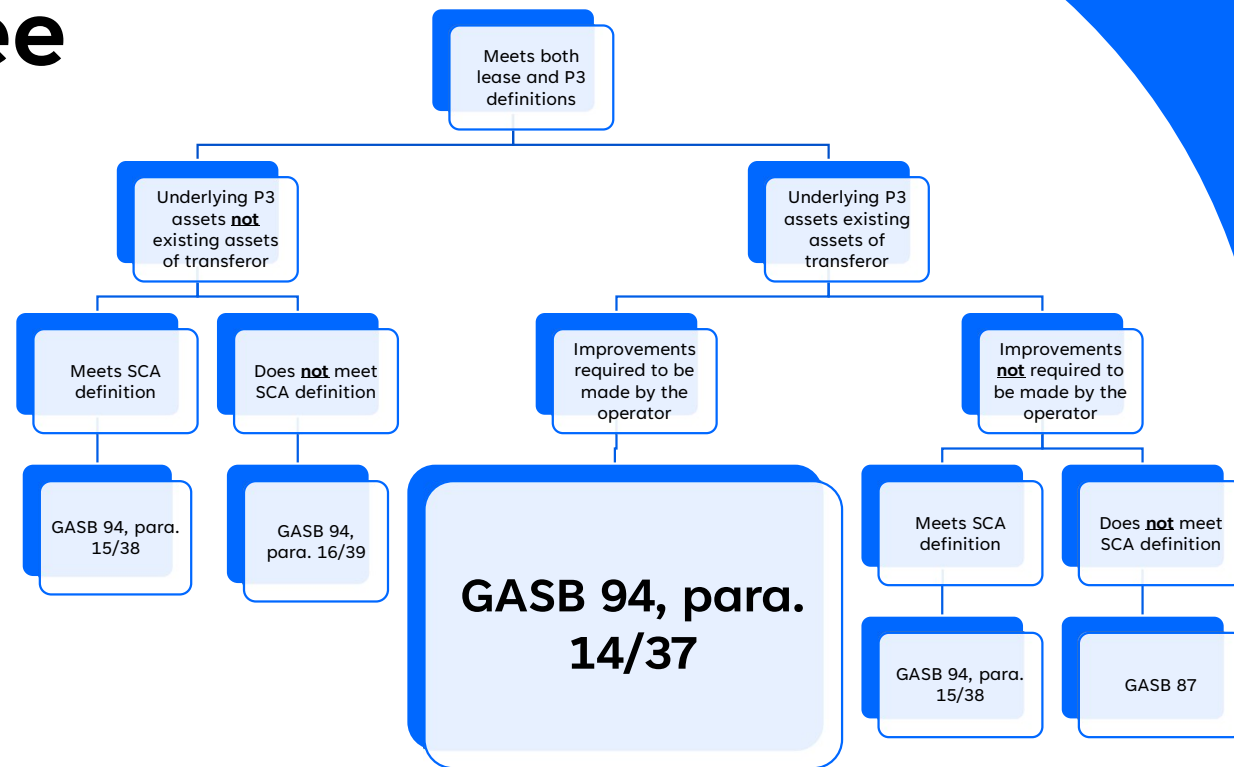 ee
Meets both
lease and P3
definitions
Underlying P3
assets not
existing assets
of transferor
Underlying P3
assets existing
assets of
transferor
Meets SCA
definition
Does not meet
SCA definition
Improvements
required to be
made by the
operator
Improvements
not required to
be made by the
operator
GASB 94, para.
15/38
GASB 94,
para. 16/39
GASB 94, para.
14/37
Meets SCA
definition
Does not meet
SCA definition
GASB 94, para.
15/38
GASB 87